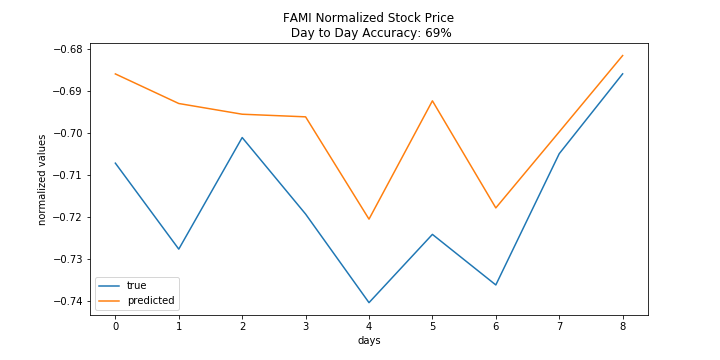 FAMI Normalized Stock Price
Day to Day Accuracy: 69%
−0.68
−0.69
−0.70
−0.71
−0.72
−0.73
−0.74
normalized values
true
predicted
0 1 2 3 4 5 6 7 8
days